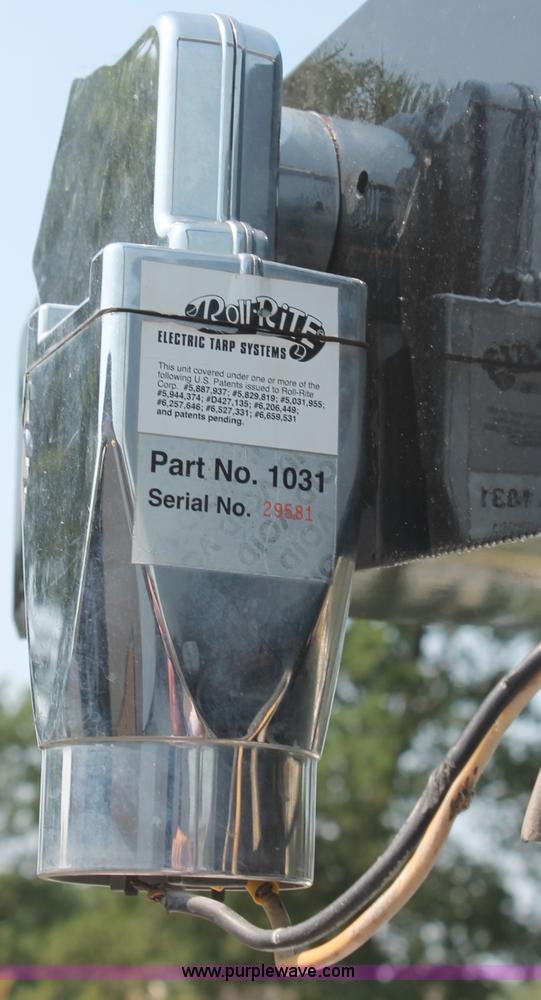 Roll·Rite
ELECTRIC TARP SYSTEMS
This unit covered under one or more of the
following U.S. Patents issued to Roll-Rite
Corp. #5,887,937; #5,829,819; #5,031,955;
#5,944,374; #D427,135; #6,206,449;
#6,257,646; #6,527,331; #6,659,531
and patents pending.
Part No. 1031
Serial No. 29581
www.purplewave.com